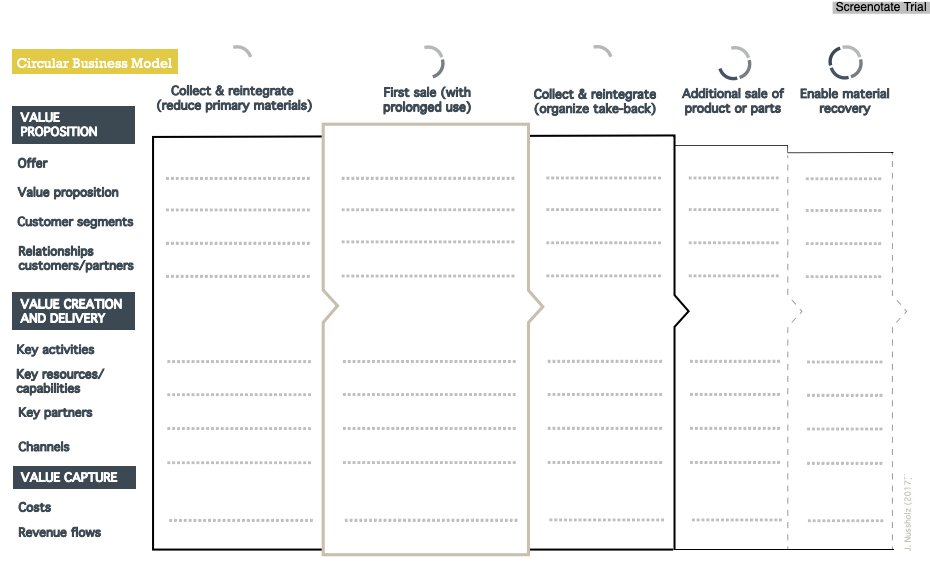 Screenotate Trial
Circular Business Model
Collect & reintegrate
(reduce primary materials)
First sale (with
prolonged use)
Collect & reintegrate
(organize take-back)
Additional sale of
product or parts
Enable material
recovery
VALUE
PROPOSITION
Offer
Value proposition
Customer segments
Relationships
customers/partners
VALUE CREATION
AND DELIVERY
Key activities
Key resources/
capabilities
Key partners
Channels
VALUE CAPTURE
Costs
Revenue flows
J. Nussholz (2017,